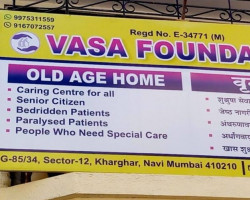 9975311559
9167072557
Regd No. E-34771 (M)
VASA FOUNDA
OLD AGE HOME
• Caring Centre for all
• Senior Citizen
• Bedridden Patients
• Paralysed Patients
• People Who Need Special Care
शुश्रुषा सेवा
जेष्ठ नागरि
G-85/34, Sector-12, Kharghar, Navi Mumbai 410210